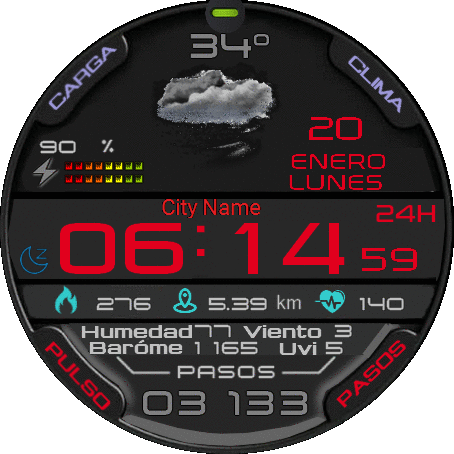 34°
CARGA
CLIMA
20
90 %
ENERO
LUNES
City Name
24H
06:14 59
z
276 5.39 km 140
Humedad77 Viento 3
Baróme 1 165 Uvi 5
PULSO
PASOS
PASOS
03 133